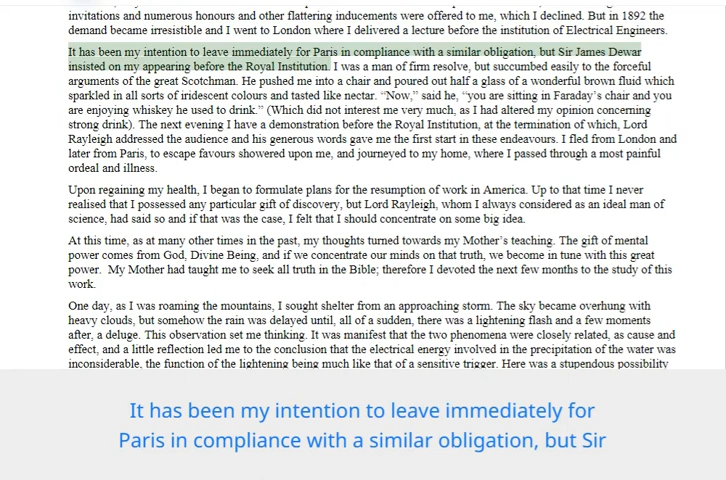 invitations and numerous honours and other flattering inducements were offered to me, which I declined. But in 1892 the
demand became irresistible and I went to London where I delivered a lecture before the institution of Electrical Engineers.
It has been my intention to leave immediately for Paris in compliance with a similar obligation, but Sir James Dewar
insisted on my appearing before the Royal Institution. I was a man of firm resolve, but succumbed easily to the forceful
arguments of the great Scotchman. He pushed me into a chair and poured out half a glass of a wonderful brown fluid which
sparkled in all sorts of iridescent colours and tasted like nectar. “Now,” said he, “you are sitting in Faraday’s chair and you
are enjoying whiskey he used to drink.” (Which did not interest me very much, as I had altered my opinion concerning
strong drink). The next evening I have a demonstration before the Royal Institution, at the termination of which, Lord
Rayleigh addressed the audience and his generous words gave me the first start in these endeavours. I fled from London and
later from Paris, to escape favours showered upon me, and journeyed to my home, where I passed through a most painful
ordeal and illness.
Upon regaining my health, I began to formulate plans for the resumption of work in America. Up to that time I never
realised that I possessed any particular gift of discovery, but Lord Rayleigh, whom I always considered as an ideal man of
science, had said so and if that was the case, I felt that I should concentrate on some big idea.
At this time, as at many other times in the past, my thoughts turned towards my Mother’s teaching. The gift of mental
power comes from God, Divine Being, and if we concentrate our minds on that truth, we become in tune with this great
power. My Mother had taught me to seek all truth in the Bible; therefore I devoted the next few months to the study of this
work.
One day, as I was roaming the mountains, I sought shelter from an approaching storm. The sky became overhung with
heavy clouds, but somehow the rain was delayed until, all of a sudden, there was a lightening flash and a few moments
after, a deluge. This observation set me thinking. It was manifest that the two phenomena were closely related, as cause and
effect, and a little reflection led me to the conclusion that the electrical energy involved in the precipitation of the water was
inconsiderable, the function of the lightening being much like that of a sensitive trigger. Here was a stupendous possibility
It has been my intention to leave immediately for
Paris in compliance with a similar obligation, but Sir